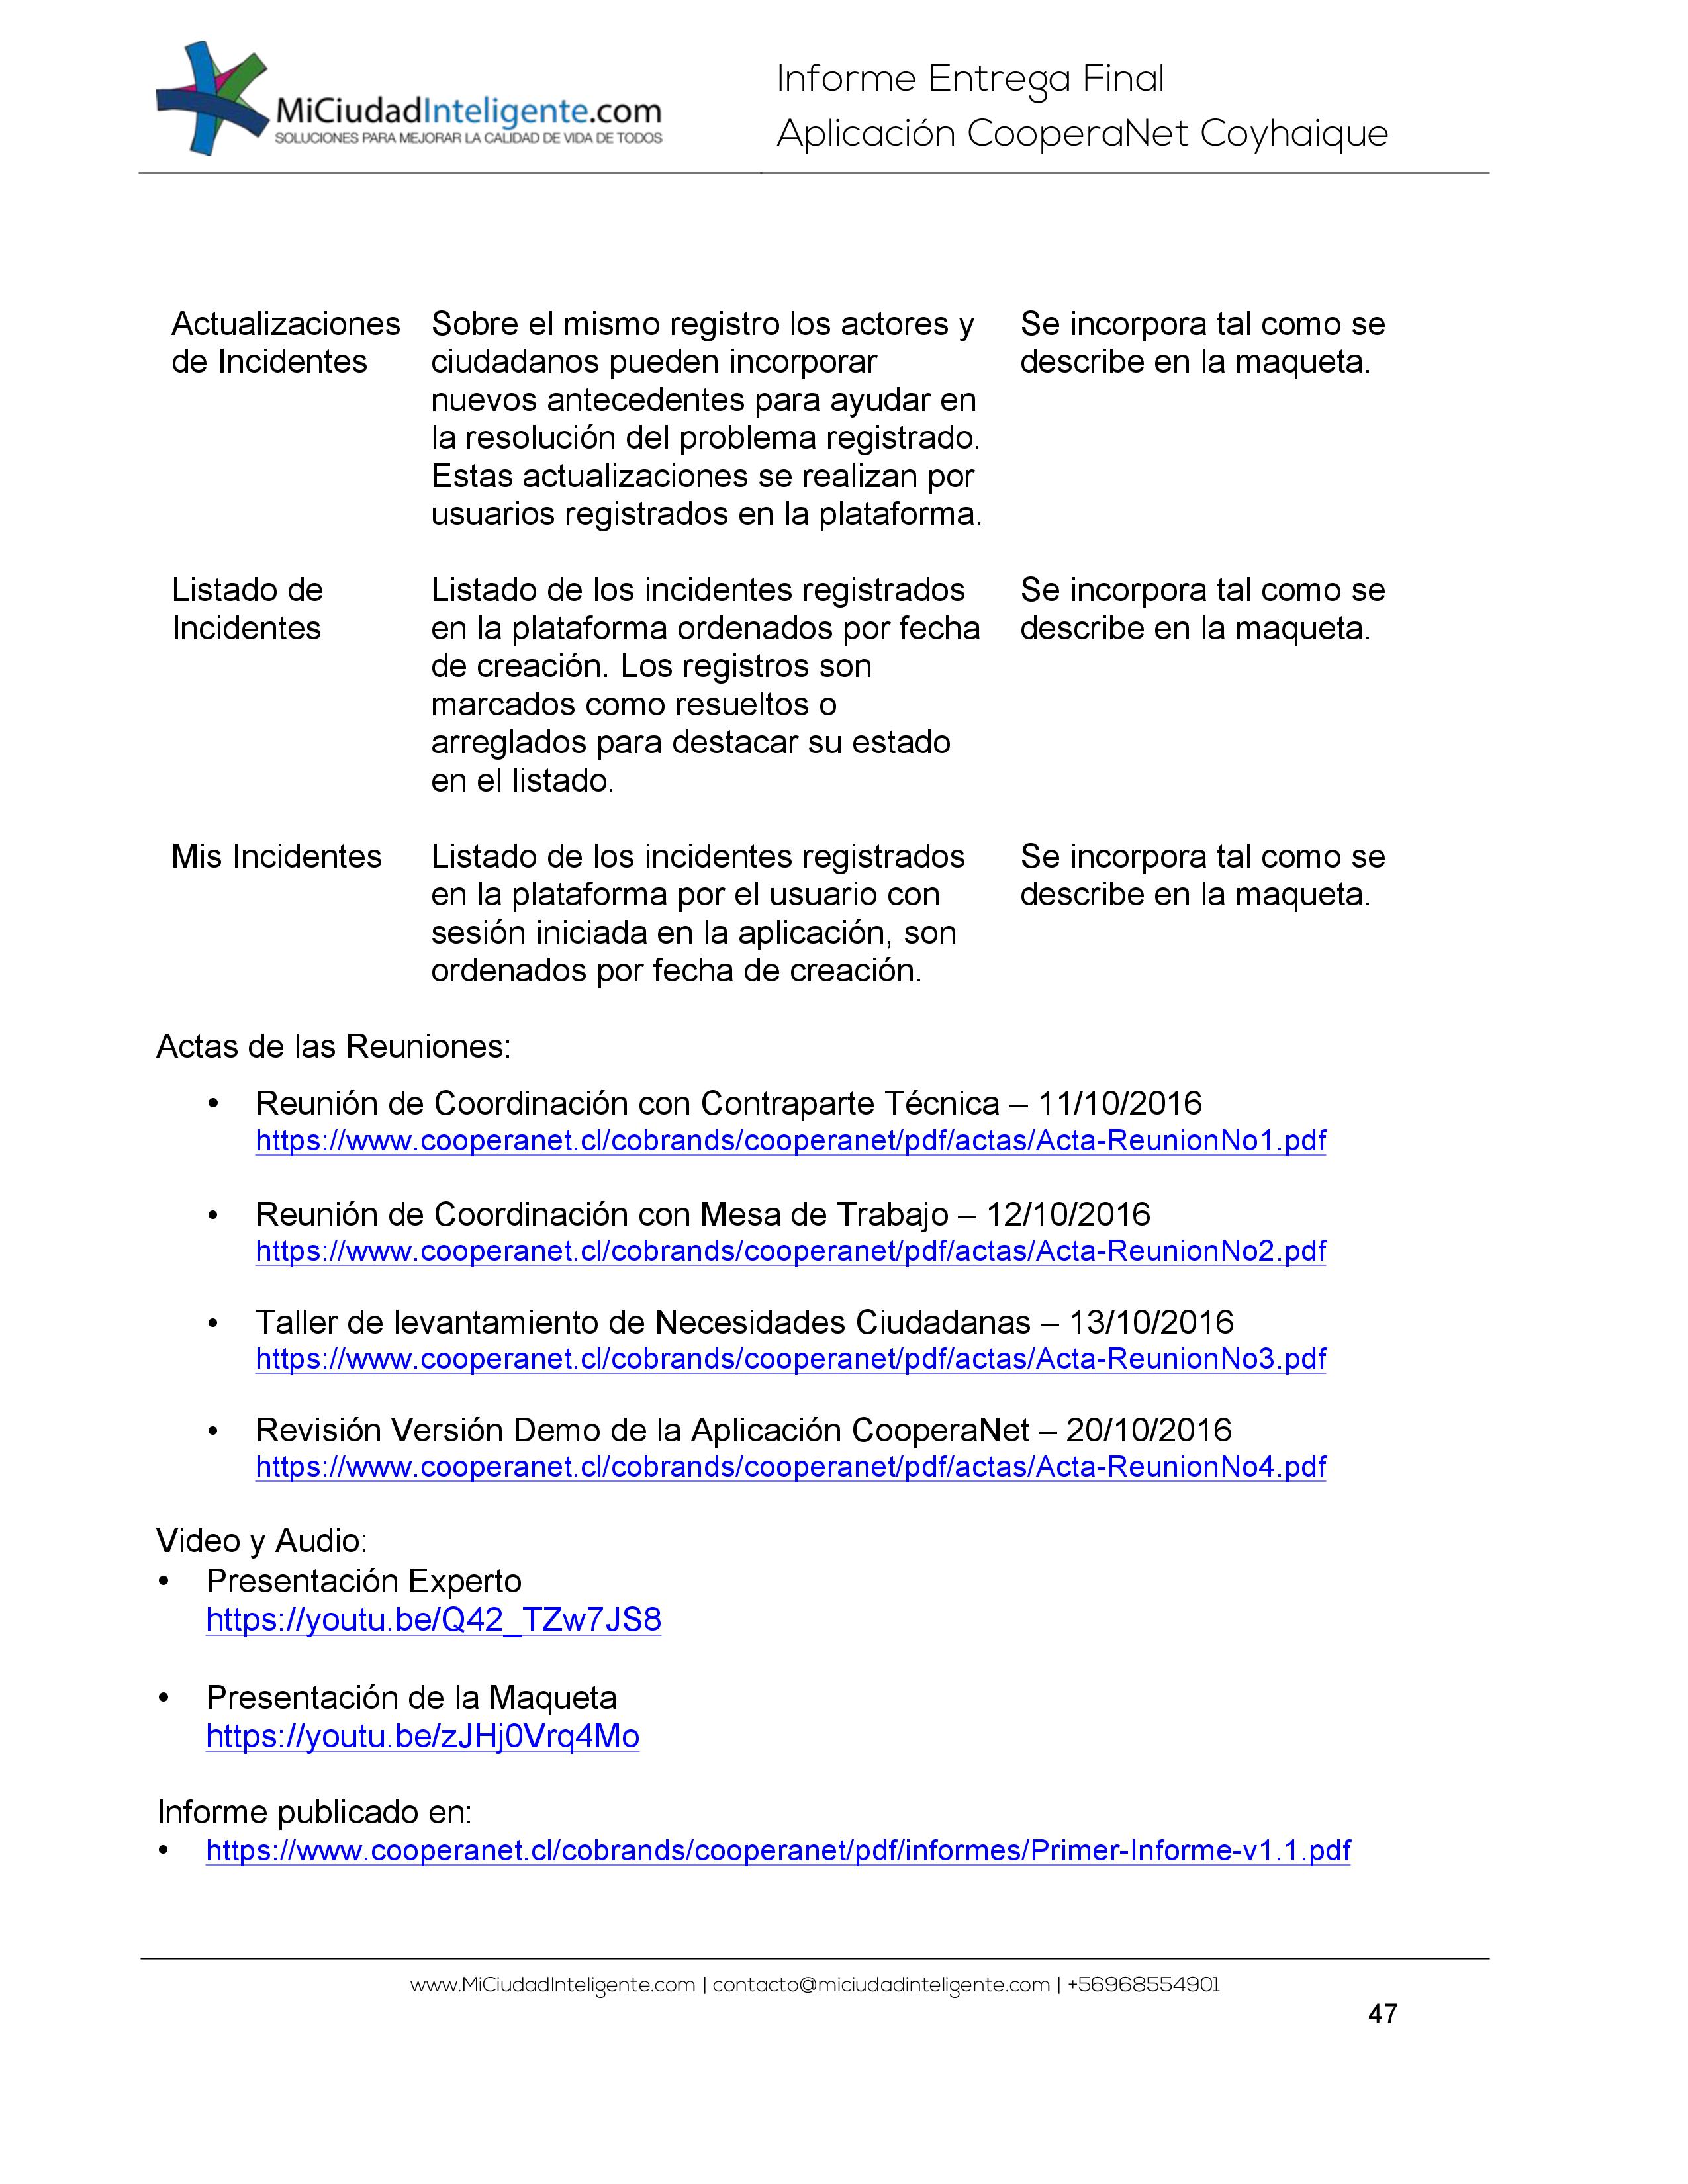 MiCiudadInteligente.com
SOLUCIONES PARA MEJORAR LA CALIDAD DE VIDA DE TODOS
Informe Entrega Final
Aplicación CooperaNet Coyhaique
Actualizaciones
de Incidentes
Sobre el mismo registro los actores y
ciudadanos pueden incorporar
nuevos antecedentes para ayudar en
la resolución del problema registrado.
Estas actualizaciones se realizan por
usuarios registrados en la plataforma.
Se incorpora tal como se
describe en la maqueta.
Listado de
Incidentes
Listado de los incidentes registrados
en la plataforma ordenados por fecha
de creación. Los registros son
marcados como resueltos o
arreglados para destacar su estado
en el listado.
Se incorpora tal como se
describe en la maqueta.
Mis Incidentes
Listado de los incidentes registrados
en la plataforma por el usuario con
sesión iniciada en la aplicación, son
ordenados por fecha de creación.
Se incorpora tal como se
describe en la maqueta.
Actas de las Reuniones:
• Reunión de Coordinación con Contraparte Técnica – 11/10/2016
https://www.cooperanet.cl/cobrands/cooperanet/pdf/actas/Acta-ReunionNo1.pdf
• Reunión de Coordinación con Mesa de Trabajo – 12/10/2016
https://www.cooperanet.cl/cobrands/cooperanet/pdf/actas/Acta-ReunionNo2.pdf
• Taller de levantamiento de Necesidades Ciudadanas – 13/10/2016
https://www.cooperanet.cl/cobrands/cooperanet/pdf/actas/Acta-ReunionNo3.pdf
• Revisión Versión Demo de la Aplicación CooperaNet – 20/10/2016
https://www.cooperanet.cl/cobrands/cooperanet/pdf/actas/Acta-ReunionNo4.pdf
Video y Audio:
• Presentación Experto
https://youtu.be/Q42_TZw7JS8
• Presentación de la Maqueta
https://youtu.be/zJHj0Vrq4Mo
Informe publicado en:
• https://www.cooperanet.cl/cobrands/cooperanet/pdf/informes/Primer-Informe-v1.1.pdf
www.MiCiudadInteligente.com | contacto@miciudadinteligente.com | +56968554901
47